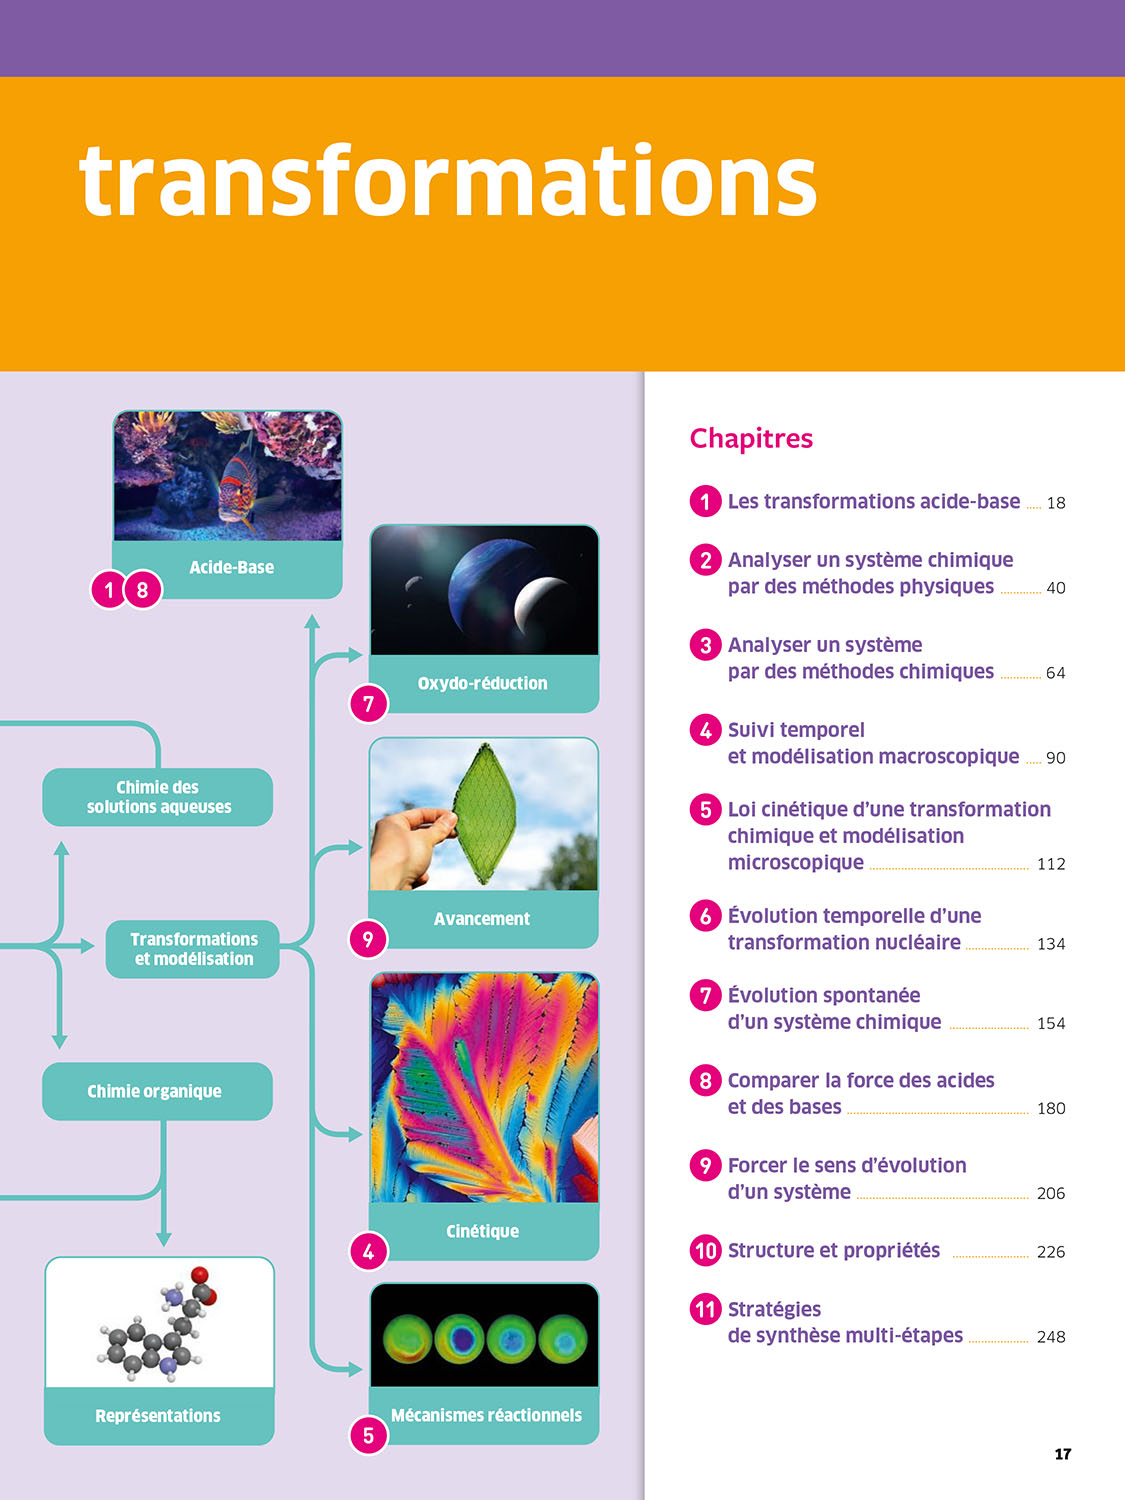 transformations
Acide-Base
1 8
Oxydo-réduction
7
Chimie des
solutions aqueuses
Avancement
9
Transformations
et modélisation
Chimie organique
Cinétique
4
Représentations
Mécanismes réactionnels
5
Chapitres
1 Les transformations acide-base ..... 18
2 Analyser un système chimique
par des méthodes physiques ............. 40
3 Analyser un système
par des méthodes chimiques ............. 64
4 Suivi temporel
et modélisation macroscopique ..... 90
5 Loi cinétique d'une transformation
chimique et modélisation
microscopique .......... 112
6 Évolution temporelle d'une
transformation nucléaire .......... 134
7 Évolution spontanée
d'un système chimique .......... 154
8 Comparer la force des acides
et des bases .......... 180
9 Forcer le sens d'évolution
d'un système .......... 206
10 Structure et propriétés .......... 226
11 Stratégies
de synthèse multi-étapes .......... 248
17